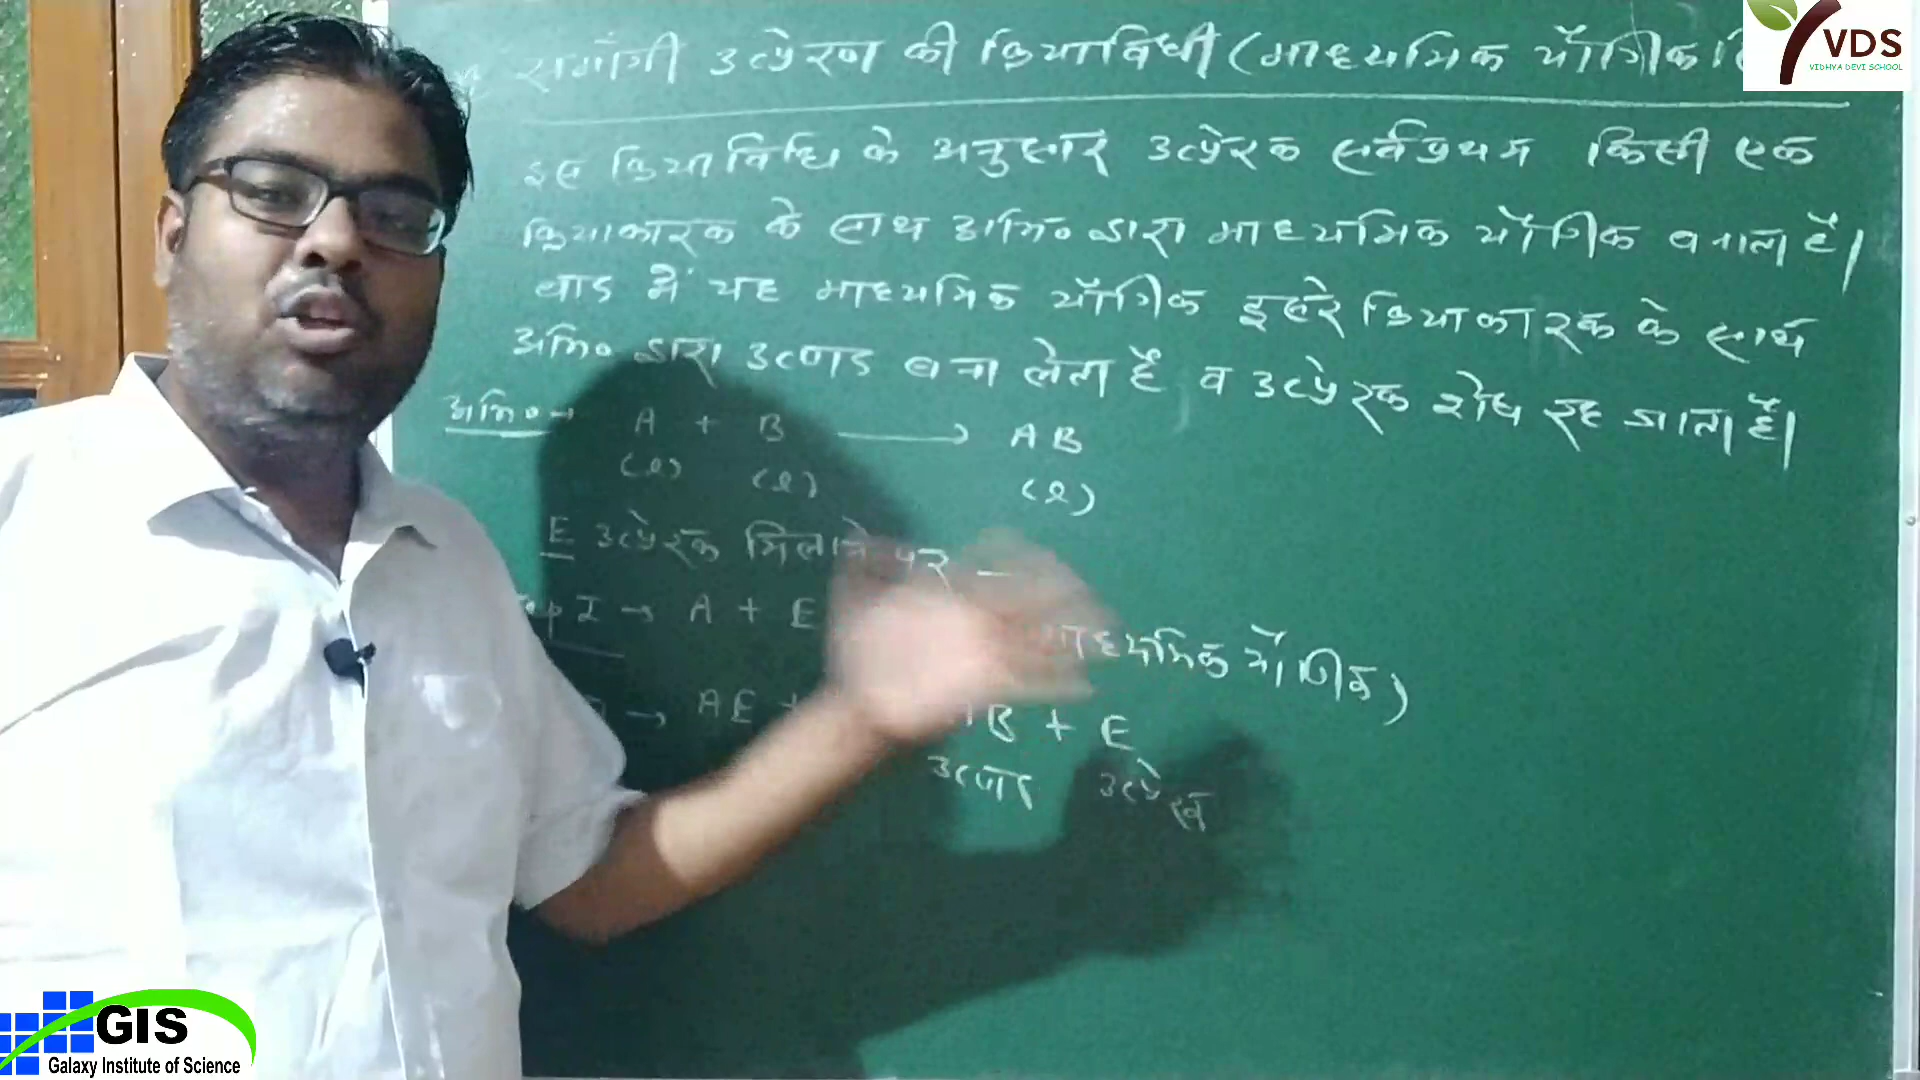 समांगी उत्प्रेरण की क्रियाविधी (माध्यमिक यौगिक
VDS
VIDHYA DEVI SCHOOL
इस क्रियाविधि के अनुसार उत्प्रेरक सर्वप्रथम किसी एक
क्रियाकारक के साथ अभि० द्वारा माध्यमिक यौगिक बनाता है।
बाद में यह माध्यमिक यौगिक दूसरे क्रियाकारक के साथ
अभि० द्वारा उत्पाद बना लेता है व उत्प्रेरक शेष रह जाता है।
अभि० → A + B → AB
(l) (l) (l)
E उत्प्रेरक मिलाने पर –
I → A + E माध्यमिक यौगिक)
→ AE + B + E
उत्पाद उत्प्रेरक
GIS
Galaxy Institute of Science